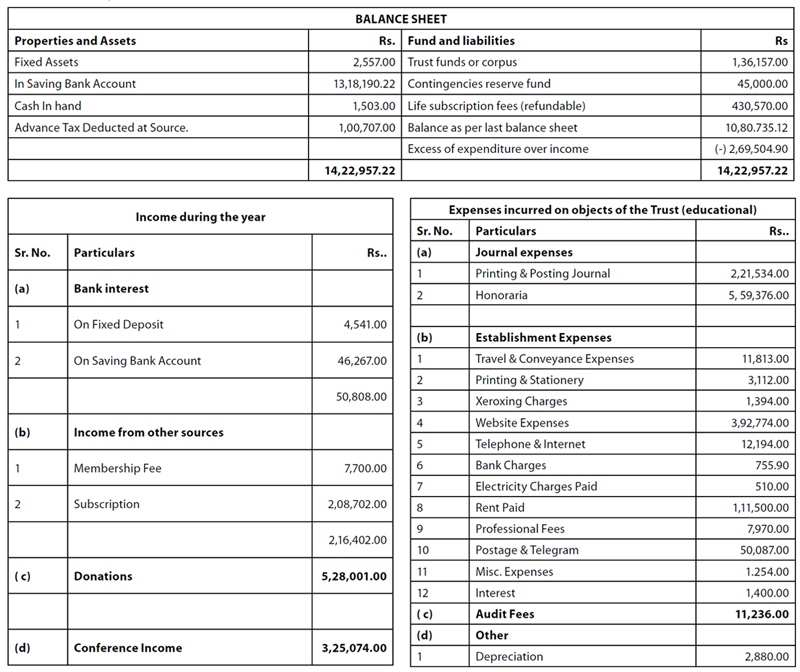 BALANCE SHEET
Properties and Assets Rs. Fund and liabilities Rs
Fixed Assets 2,557.00 Trust funds or corpus 1,36,157.00
In Saving Bank Account 13,18,190.22 Contingencies reserve fund 45,000.00
Cash In hand 1,503.00 Life subscription fees (refundable) 430,570.00
Advance Tax Deducted at Source. 1,00,707.00 Balance as per last balance sheet 10,80.735.12
Excess of expenditure over income (-) 2,69,504.90
14,22,957.22 14,22,957.22
Income during the year
Sr. No. Particulars Rs..
(a) Bank interest
1 On Fixed Deposit 4,541.00
2 On Saving Bank Account 46,267.00
50,808.00
(b) Income from other sources
1 Membership Fee 7,700.00
2 Subscription 2,08,702.00
2,16,402.00
( c) Donations 5,28,001.00
(d) Conference Income 3,25,074.00
Expenses incurred on objects of the Trust (educational)
Sr. No. Particulars Rs..
(a) Journal expenses
1 Printing & Posting Journal 2,21,534.00
2 Honoraria 5, 59,376.00
(b) Establishment Expenses
1 Travel & Conveyance Expenses 11,813.00
2 Printing & Stationery 3,112.00
3 Xeroxing Charges 1,394.00
4 Website Expenses 3,92,774.00
5 Telephone & Internet 12,194.00
6 Bank Charges 755.90
7 Electricity Charges Paid 510.00
8 Rent Paid 1,11,500.00
9 Professional Fees 7,970.00
10 Postage & Telegram 50,087.00
11 Misc. Expenses 1.254.00
12 Interest 1,400.00
( c) Audit Fees 11,236.00
(d) Other
1 Depreciation 2,880.00